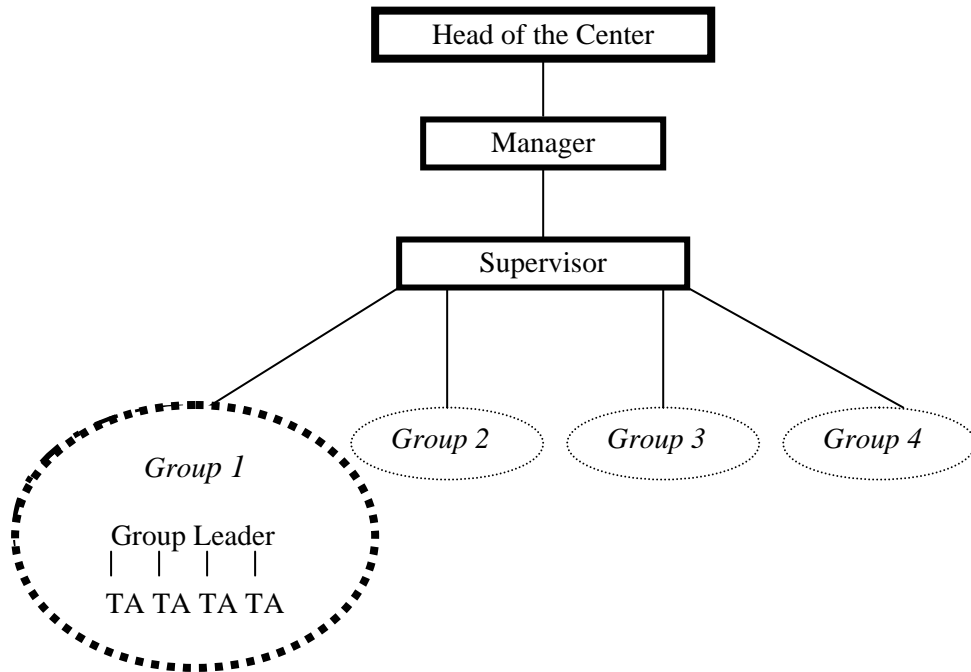 Head of the Center
Manager
Supervisor
Group 1
Group 2
Group 3
Group 4
Group Leader
TA TA TA TA